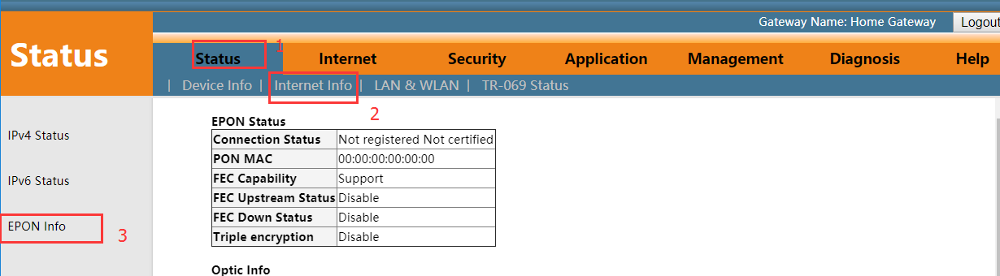 Gateway Name: Home Gateway Logout
Status
Status 1 Internet Security Application Management Diagnosis Help
| Device Info | Internet Info | LAN & WLAN | TR-069 Status
2
IPv4 Status
IPv6 Status
EPON Info 3
EPON Status
Connection Status Not registered Not certified
PON MAC 00:00:00:00:00:00
FEC Capability Support
FEC Upstream Status Disable
FEC Down Status Disable
Triple encryption Disable
Optic Info